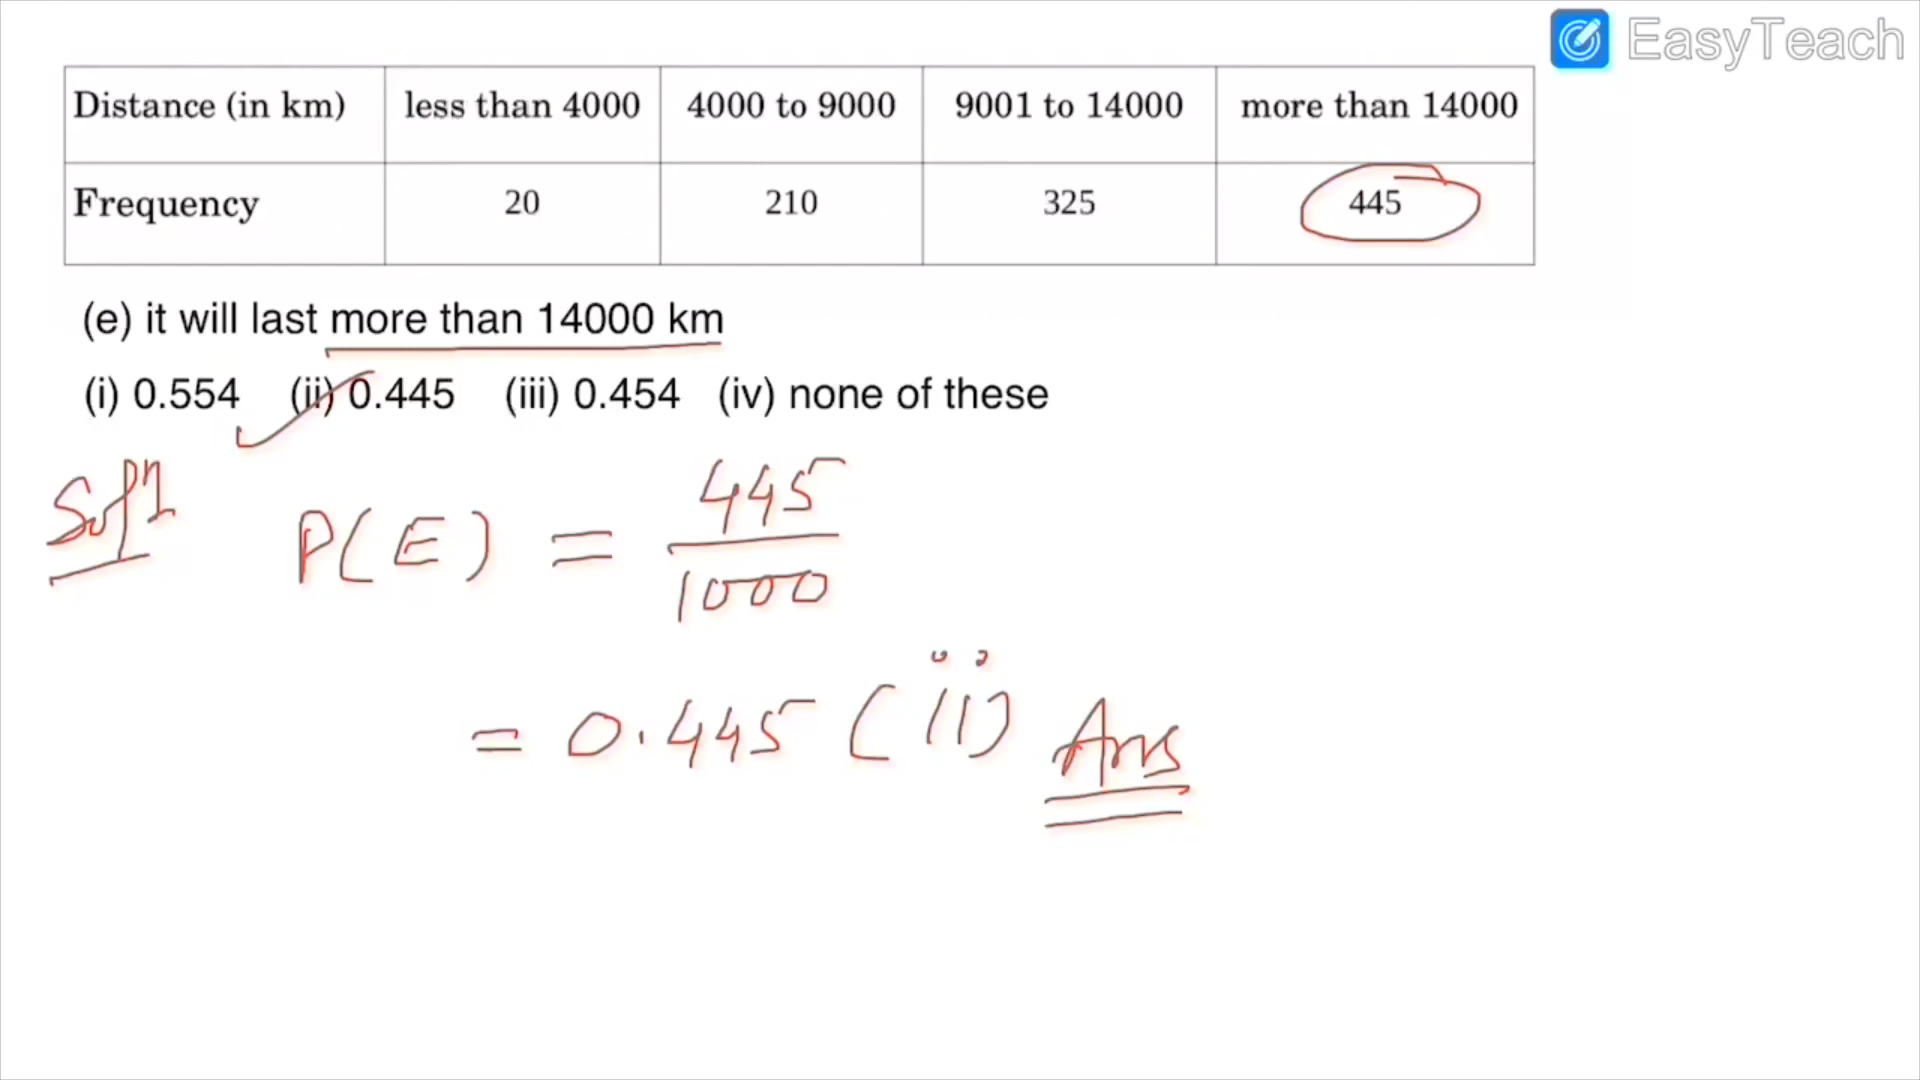 EasyTeach
Distance (in km) less than 4000 4000 to 9000 9001 to 14000 more than 14000
Frequency 20 210 325 445
(e) it will last more than 14000 km
(i) 0.554 (ii) 0.445 (iii) 0.454 (iv) none of these
Sol^n
P(E) = 445/1000
= 0.445 (ii) Ans